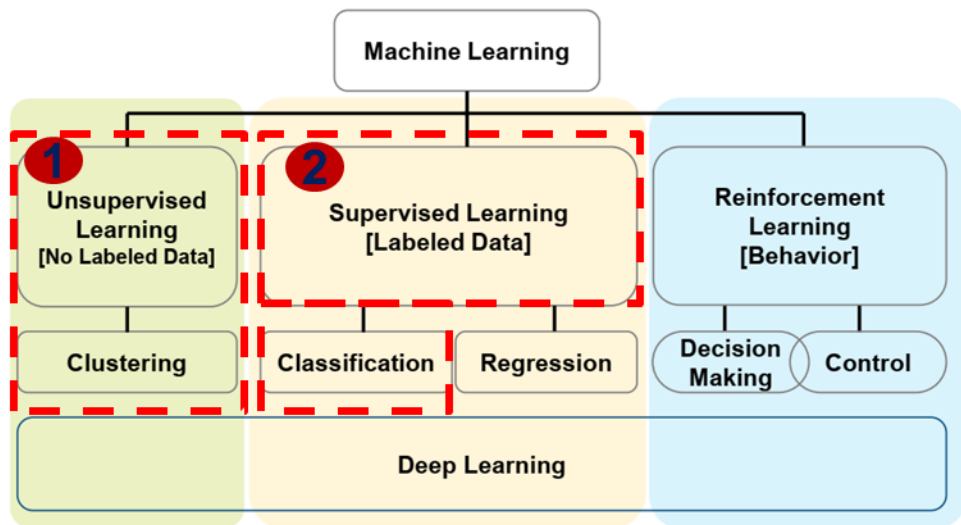 Machine Learning
1
Unsupervised
Learning
[No Labeled Data]
2
Supervised Learning
[Labeled Data]
Reinforcement
Learning
[Behavior]
Clustering
Classification
Regression
Decision
Making
Control
Deep Learning